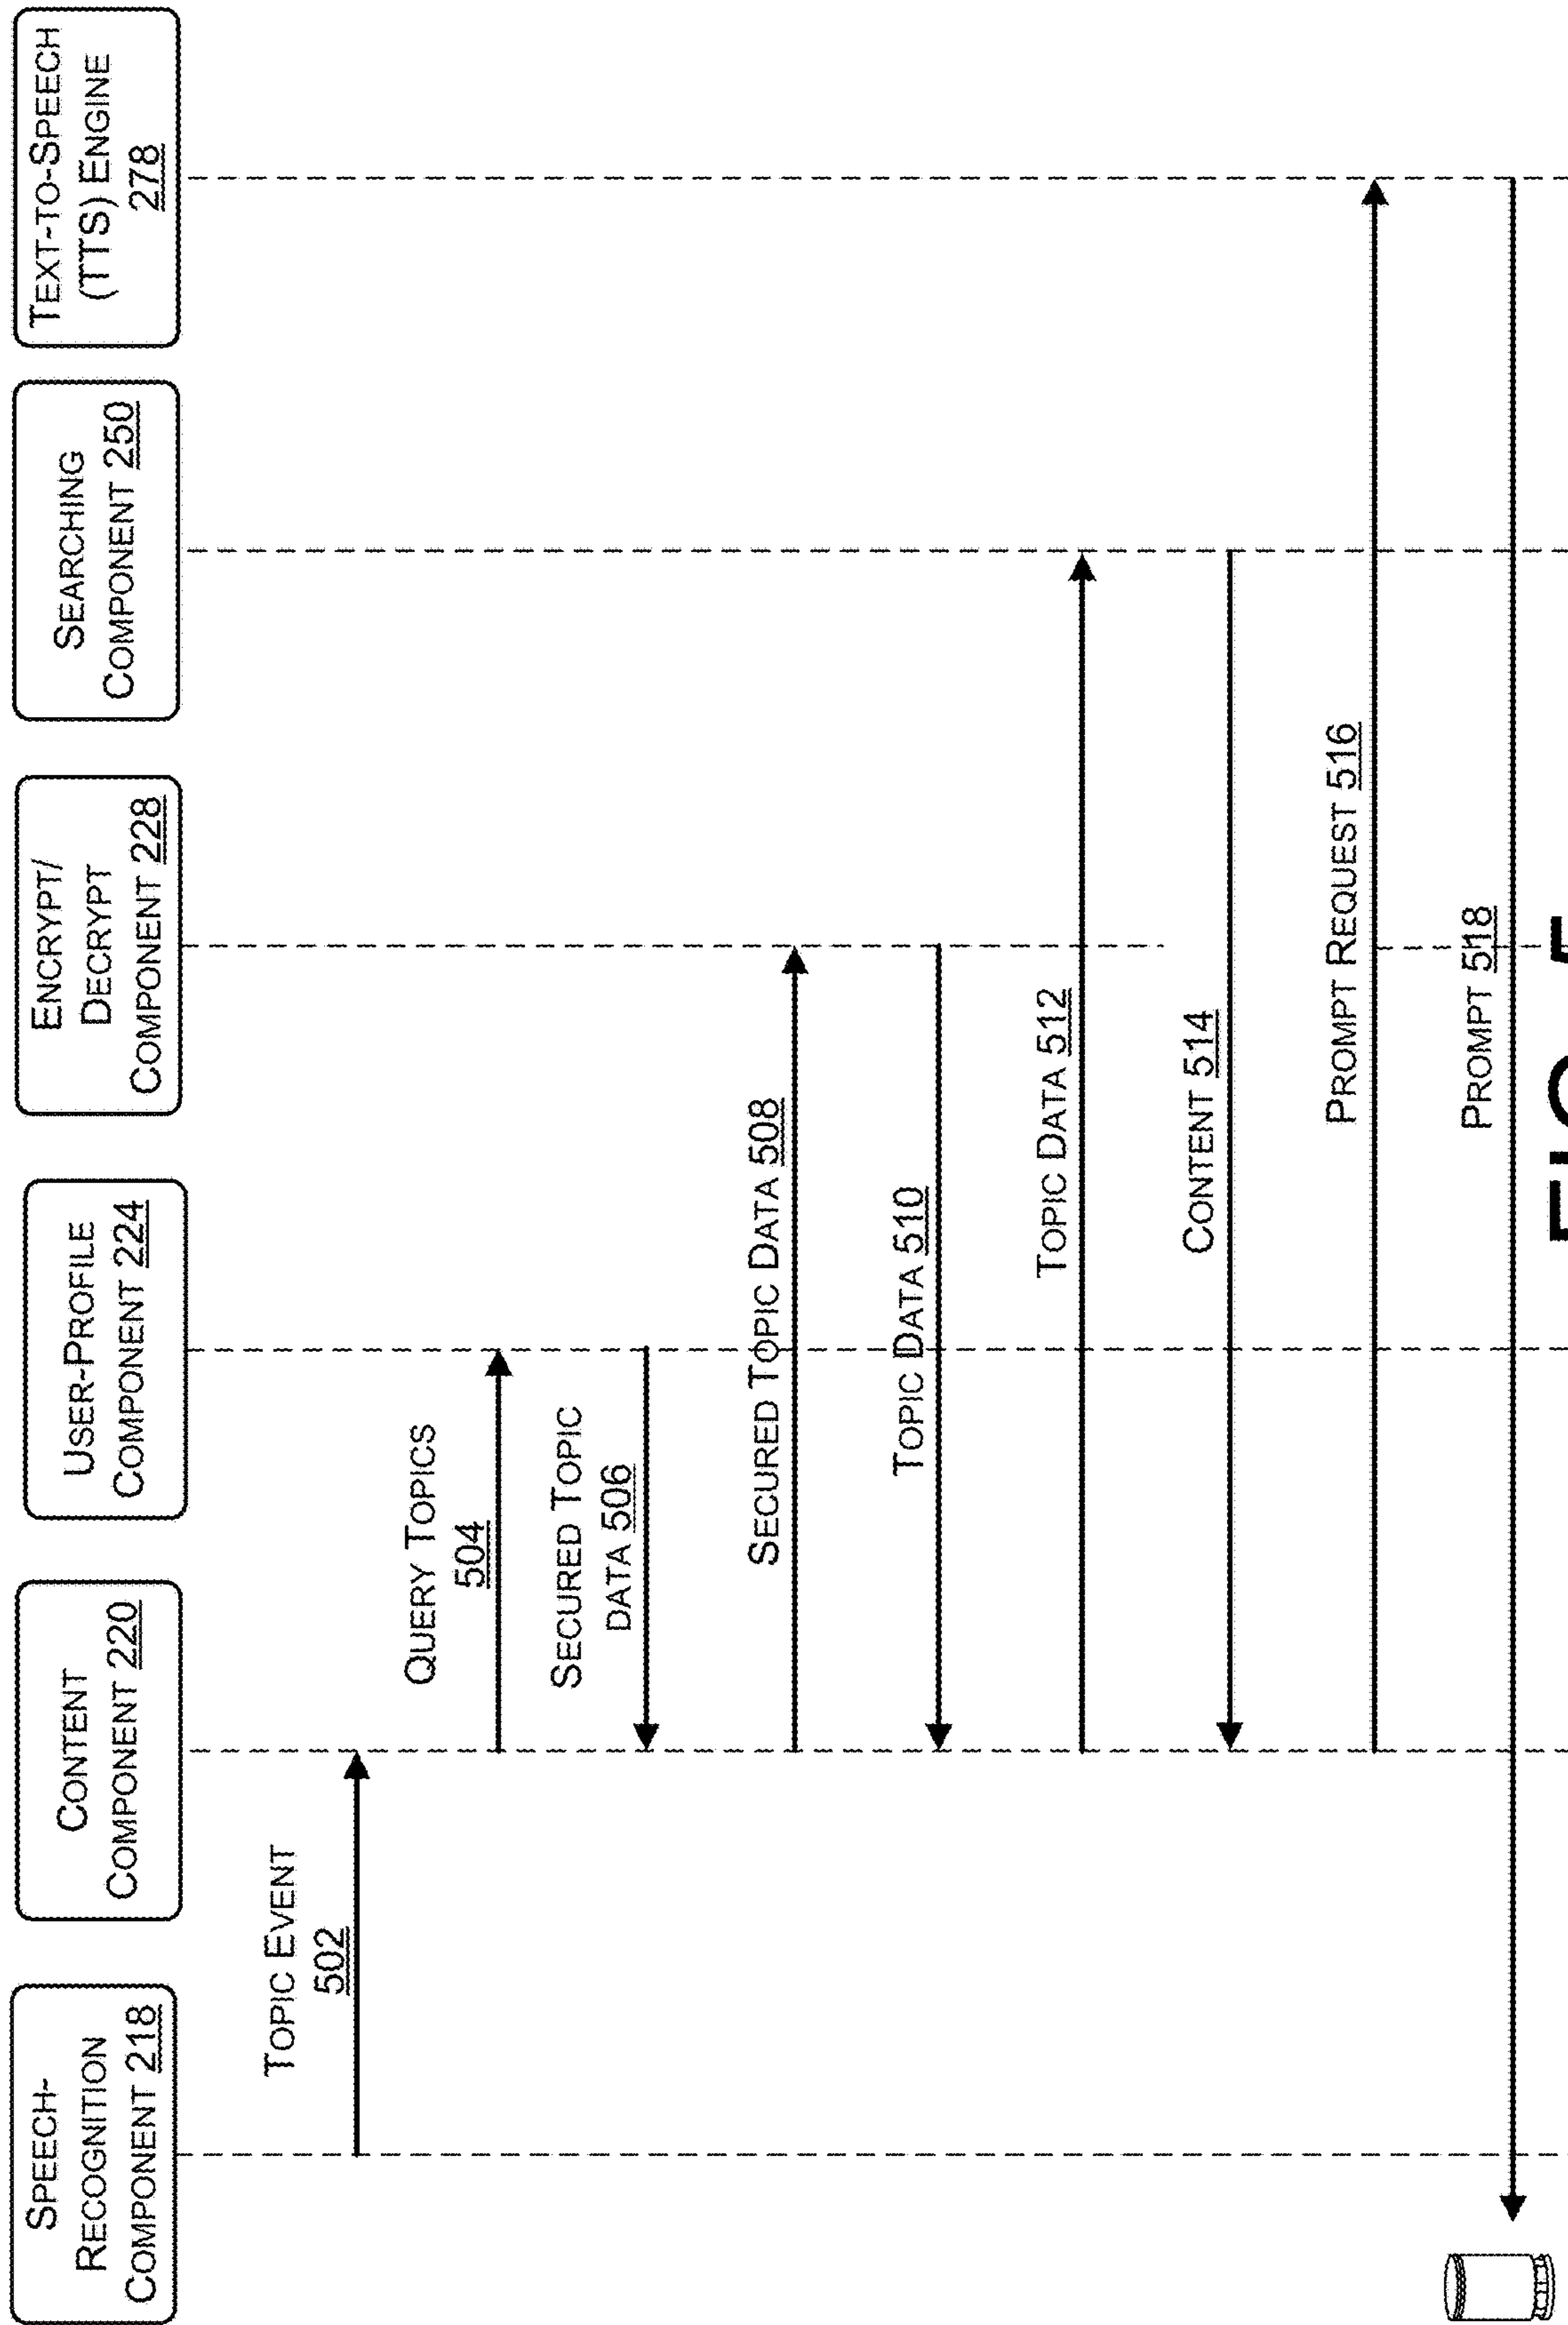 SPEECH-
RECOGNITION
COMPONENT 218
CONTENT
COMPONENT 220
USER-PROFILE
COMPONENT 224
ENCRYPT/
DECRYPT
COMPONENT 228
SEARCHING
COMPONENT 250
TEXT-TO-SPEECH
(TTS) ENGINE
278
TOPIC EVENT
502
QUERY TOPICS
504
SECURED TOPIC
DATA 506
SECURED TOPIC DATA 508
TOPIC DATA 510
TOPIC DATA 512
CONTENT 514
PROMPT REQUEST 516
PROMPT 518